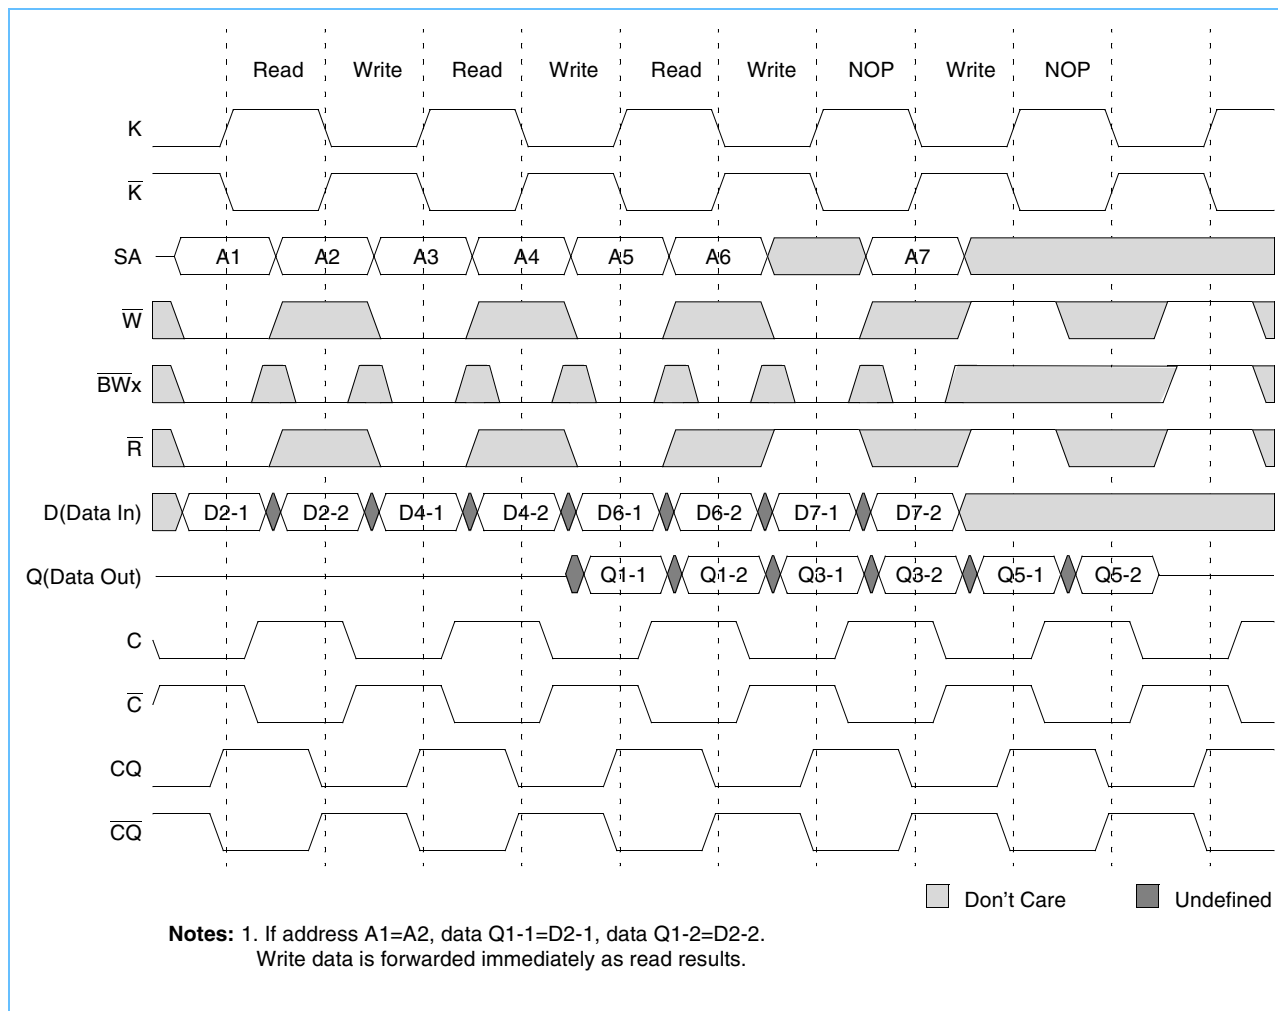 Read Write Read Write Read Write NOP Write NOP
K
K̅
SA A1 A2 A3 A4 A5 A6 A7
W̅
B̅W̅x
R̅
D(Data In) D2-1 D2-2 D4-1 D4-2 D6-1 D6-2 D7-1 D7-2
Q(Data Out) Q1-1 Q1-2 Q3-1 Q3-2 Q5-1 Q5-2
C
C̅
CQ
C̅Q̅
Don't Care Undefined
Notes: 1. If address A1=A2, data Q1-1=D2-1, data Q1-2=D2-2.
Write data is forwarded immediately as read results.